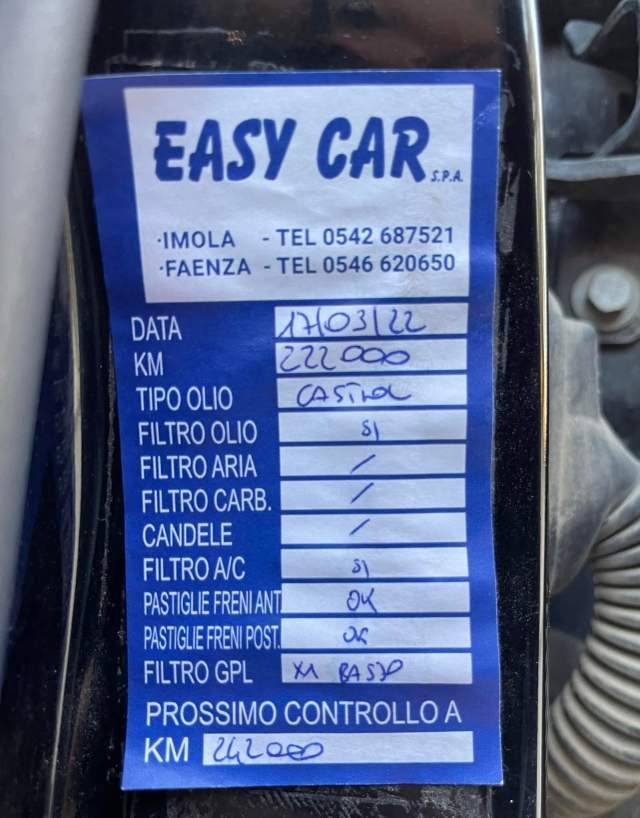 EASY CAR S.P.A.
·IMOLA - TEL 0542 687521
·FAENZA - TEL 0546 620650
DATA 17/03/22
KM 222000
TIPO OLIO CASTROL
FILTRO OLIO SI
FILTRO ARIA /
FILTRO CARB. /
CANDELE /
FILTRO A/C SI
PASTIGLIE FRENI ANT. OK
PASTIGLIE FRENI POST. OK
FILTRO GPL
PROSSIMO CONTROLLO A
KM 242000